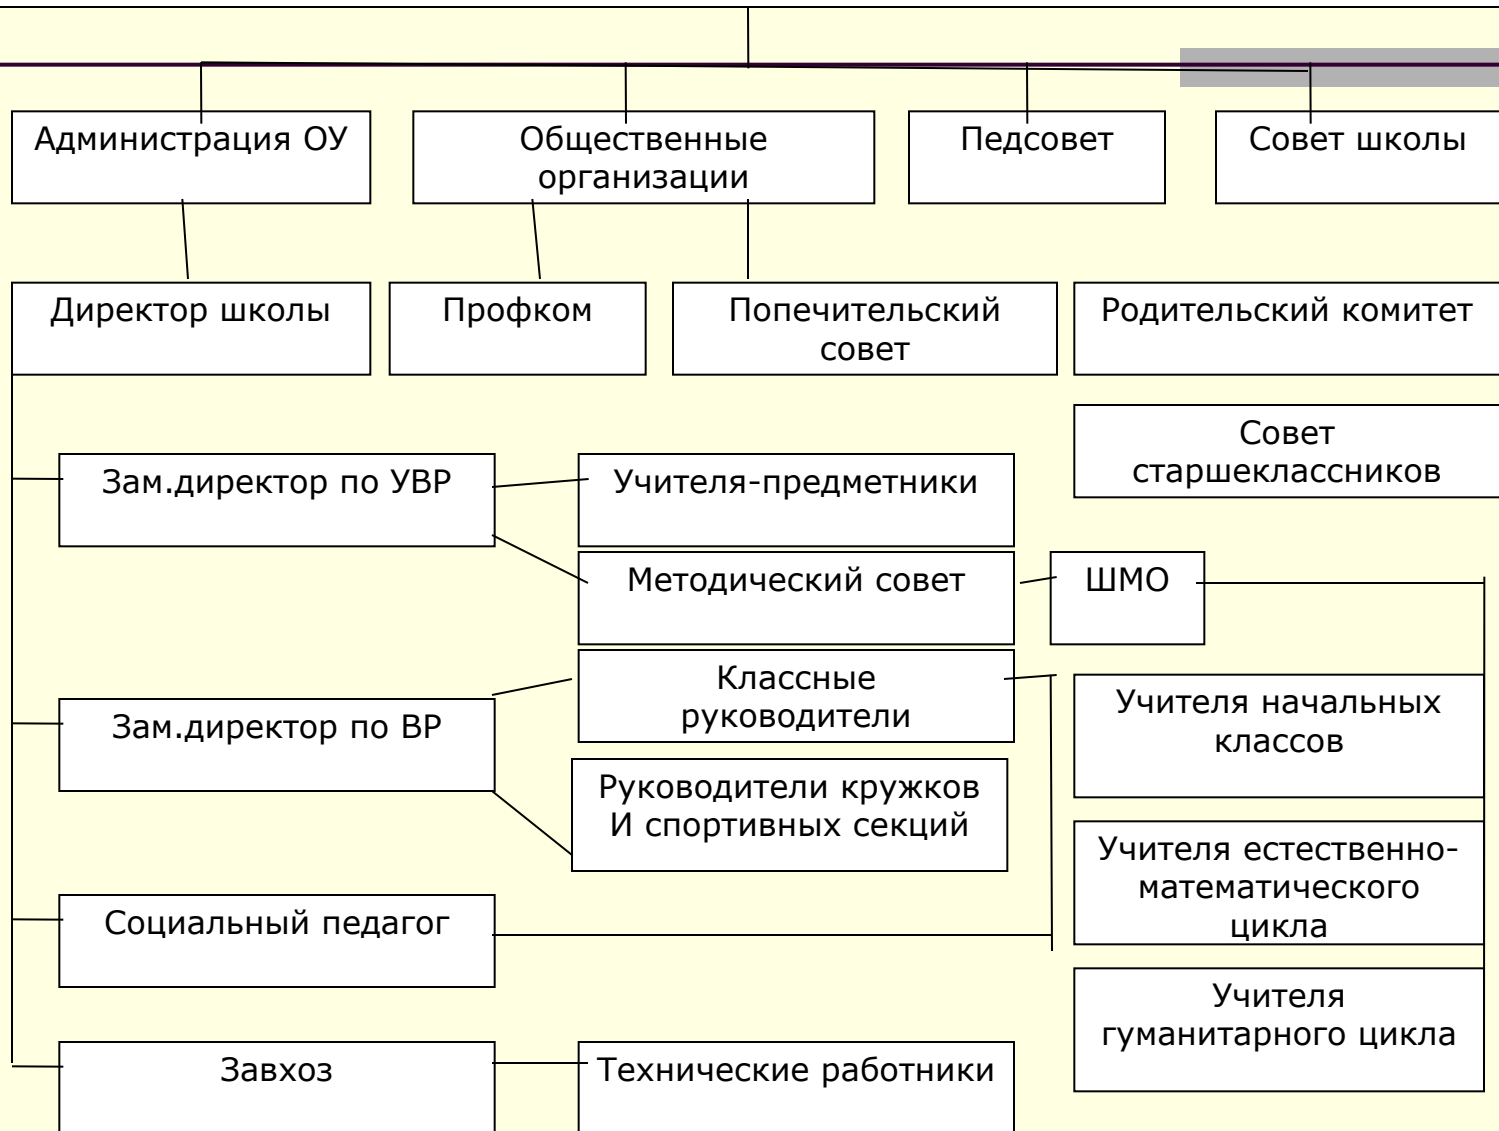 Администрация ОУ
Общественные
организации
Педсовет
Совет школы
Директор школы
Профком
Попечительский
совет
Родительский комитет
Совет
старшеклассников
Зам.директор по УВР
Учителя-предметники
Методический совет
ШМО
Классные
руководители
Учителя начальных
классов
Зам.директор по ВР
Руководители кружков
И спортивных секций
Учителя естественно-
математического
цикла
Социальный педагог
Учителя
гуманитарного цикла
Завхоз
Технические работники